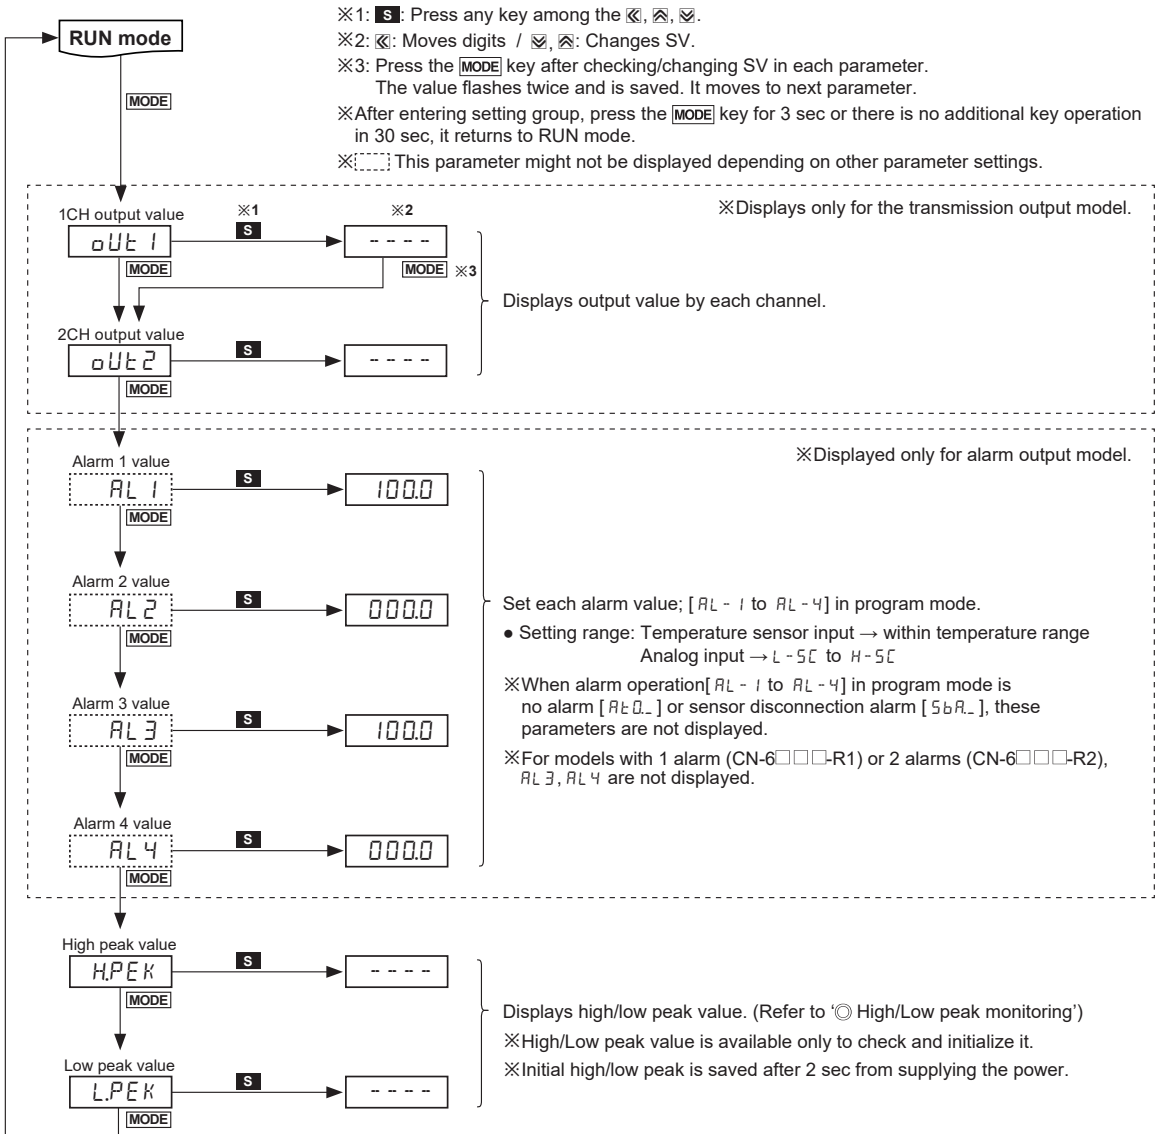 ※1: S : Press any key among the «, ︽, ︾.
RUN mode
※2: «: Moves digits / ︾, ︽: Changes SV.
※3: Press the MODE key after checking/changing SV in each parameter.
The value flashes twice and is saved. It moves to next parameter.
MODE
※After entering setting group, press the MODE key for 3 sec or there is no additional key operation
in 30 sec, it returns to RUN mode.
※ This parameter might not be displayed depending on other parameter settings.
※Displays only for the transmission output model.
1CH output value
※1
※2
oUt 1
S
- - - -
MODE
MODE ※3
Displays output value by each channel.
2CH output value
oUt2
S
- - - -
MODE
※Displayed only for alarm output model.
Alarm 1 value
AL 1
S
100.0
MODE
Alarm 2 value
AL2
S
000.0
MODE
Set each alarm value; [ AL - 1 to AL - 4] in program mode.
● Setting range: Temperature sensor input → within temperature range
Analog input → L-SC to H-SC
※When alarm operation[ AL - 1 to AL - 4] in program mode is
no alarm [ At0._ ] or sensor disconnection alarm [ SbA._ ], these
parameters are not displayed.
※For models with 1 alarm (CN-6□□□-R1) or 2 alarms (CN-6□□□-R2),
AL3, AL4 are not displayed.
Alarm 3 value
AL3
S
100.0
MODE
Alarm 4 value
AL4
S
000.0
MODE
High peak value
H.PEK
S
- - - -
MODE
Displays high/low peak value. (Refer to ‘◎ High/Low peak monitoring’)
※High/Low peak value is available only to check and initialize it.
※Initial high/low peak is saved after 2 sec from supplying the power.
Low peak value
L.PEK
S
- - - -
MODE